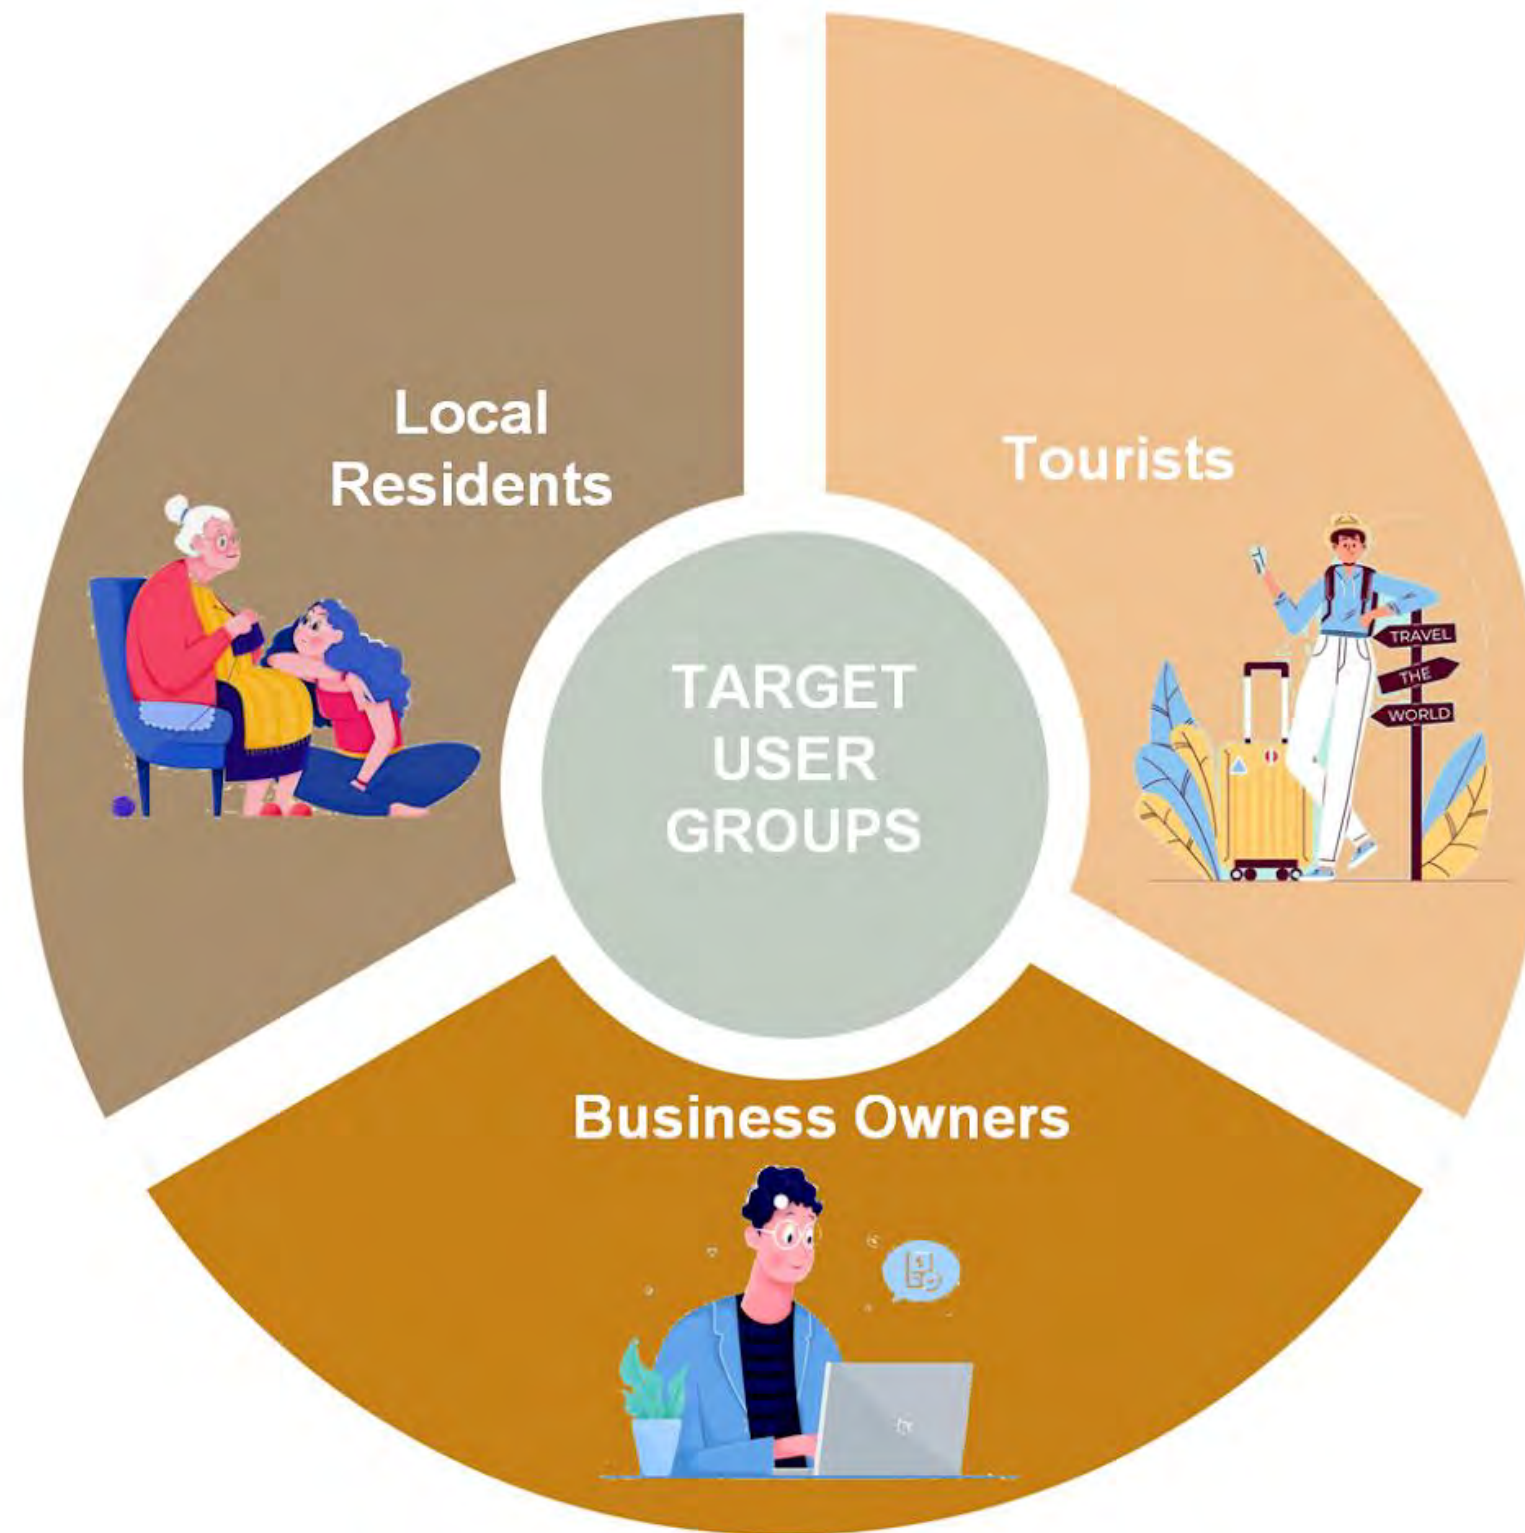 Local
Residents
Tourists
TRAVEL
THE
WORLD
TARGET
USER
GROUPS
Business Owners